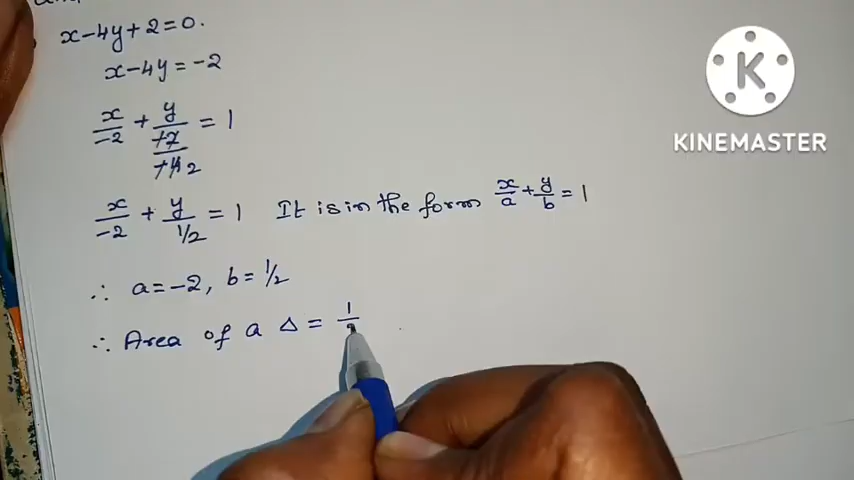 x-4y+2=0.
x-4y=-2
x/-2 + y/(+2/+4 2) = 1
x/-2 + y/1/2 = 1 It is in the form x/a + y/b = 1
∴ a=-2, b=1/2
∴ Area of a Δ = 1/
K
KINEMASTER